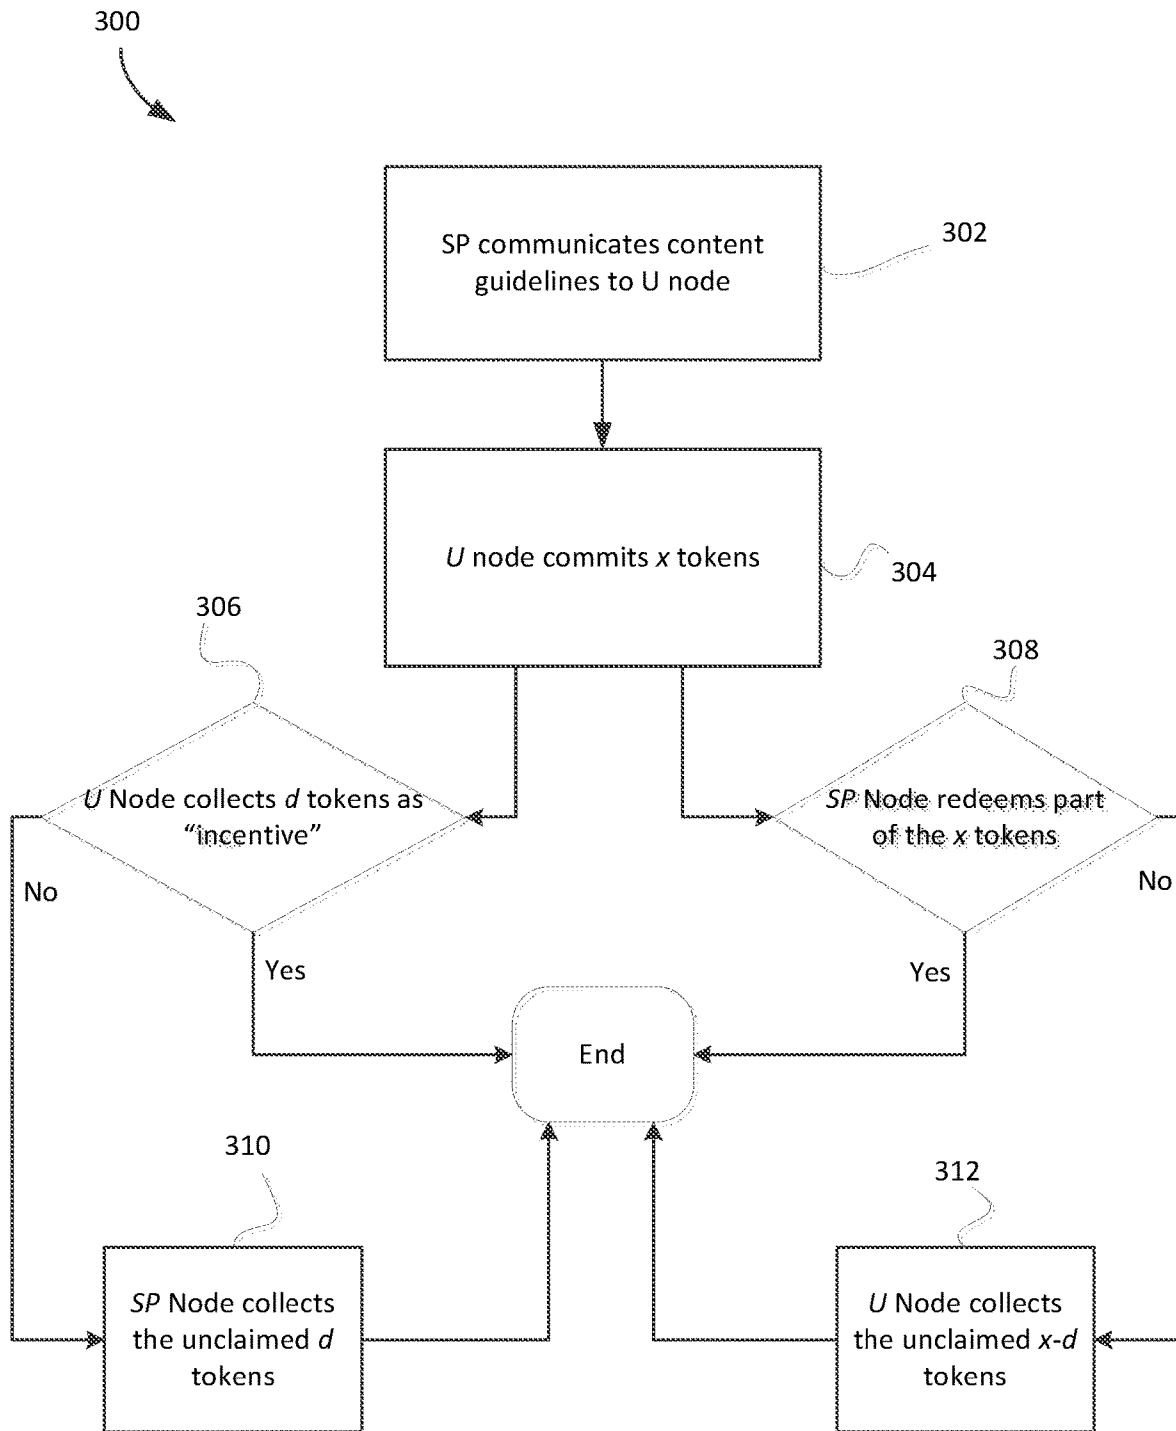 300
SP communicates content
guidelines to U node
302
U node commits x tokens
304
306
308
U Node collects d tokens as
“incentive”
SP Node redeems part
of the x tokens
No
No
Yes
Yes
End
310
312
SP Node collects
the unclaimed d
tokens
U Node collects
the unclaimed x-d
tokens